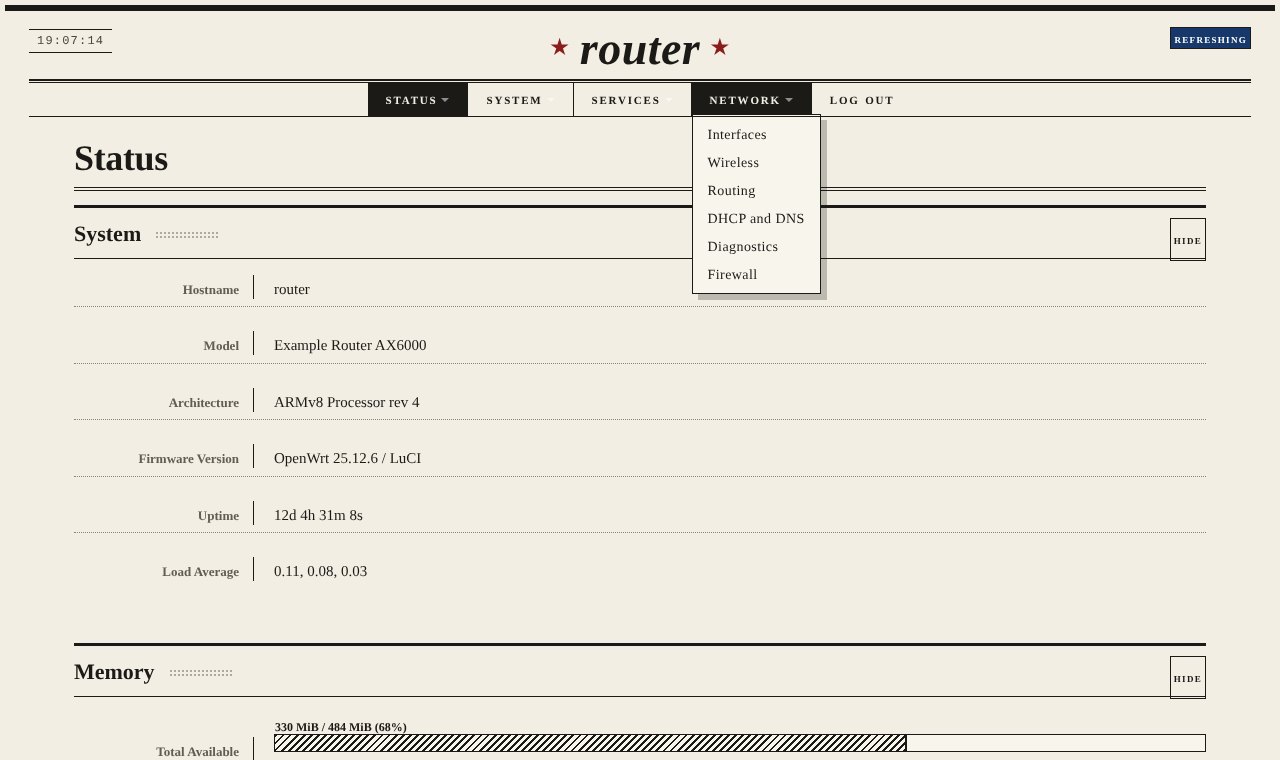 19:07:14
★ router ★
REFRESHING
STATUS SYSTEM SERVICES NETWORK LOG OUT
Interfaces
Wireless
Routing
DHCP and DNS
Diagnostics
Firewall
Status
System
HIDE
Hostname router
Model Example Router AX6000
Architecture ARMv8 Processor rev 4
Firmware Version OpenWrt 25.12.6 / LuCI
Uptime 12d 4h 31m 8s
Load Average 0.11, 0.08, 0.03
Memory
HIDE
330 MiB / 484 MiB (68%)
Total Available